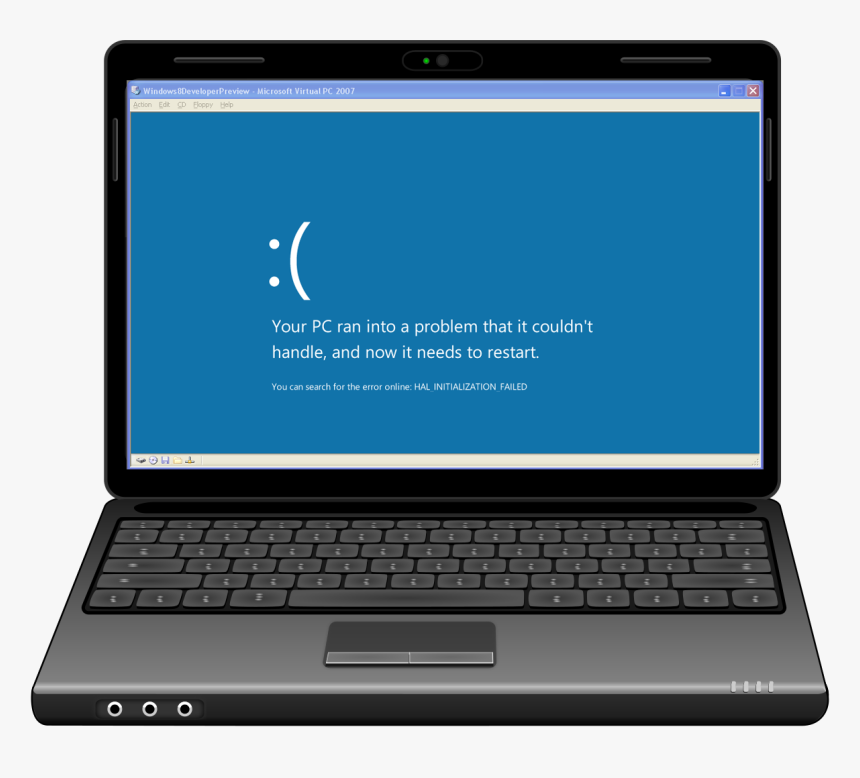 Windows8DeveloperPreview - Microsoft Virtual PC 2007
Action Edit CD Floppy Help
:(
Your PC ran into a problem that it couldn't
handle, and now it needs to restart.
You can search for the error online: HAL_INITIALIZATION_FAILED